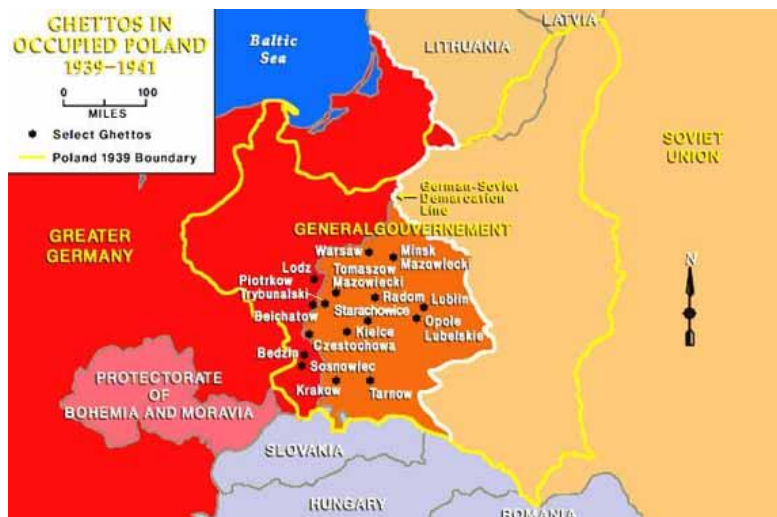 GHETTOS IN
OCCUPIED POLAND
1939–1941
0 100
MILES
Select Ghettos
Poland 1939 Boundary
Baltic
Sea
LATVIA
LITHUANIA
SOVIET
UNION
German-Soviet
Demarcation
Line
GENERALGOUVERNEMENT
GREATER
GERMANY
Warsaw
Minsk
Mazowiecki
Lodz
Tomaszow
Mazowiecki
Piotrkow
Trybunalski
Radom
Lublin
Belchatow
Starachowice
Opole
Lubelskie
Kielce
Czestochowa
Bedzin
Sosnowiec
Krakow
Tarnow
N
PROTECTORATE
OF
BOHEMIA AND MORAVIA
SLOVAKIA
HUNGARY
ROMANIA